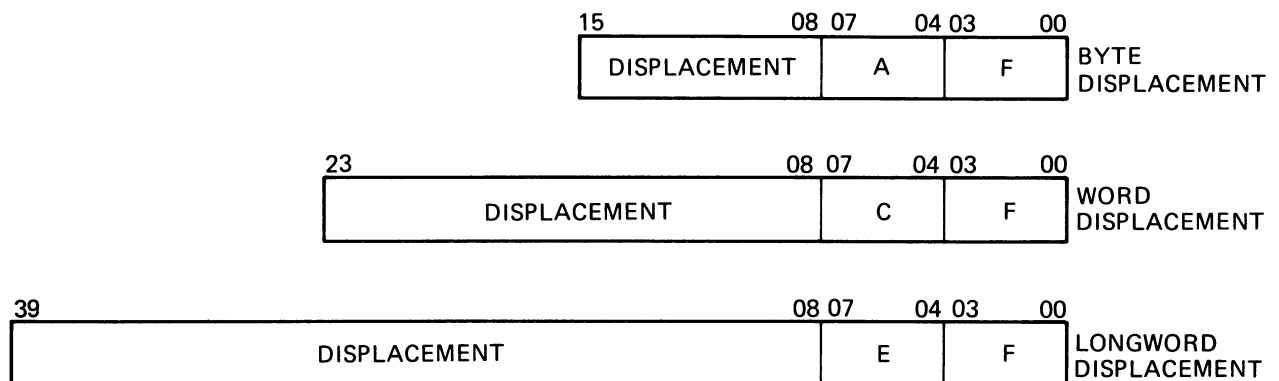 15 08 07 04 03 00
DISPLACEMENT A F BYTE
DISPLACEMENT
23 08 07 04 03 00
DISPLACEMENT C F WORD
DISPLACEMENT
39 08 07 04 03 00
DISPLACEMENT E F LONGWORD
DISPLACEMENT